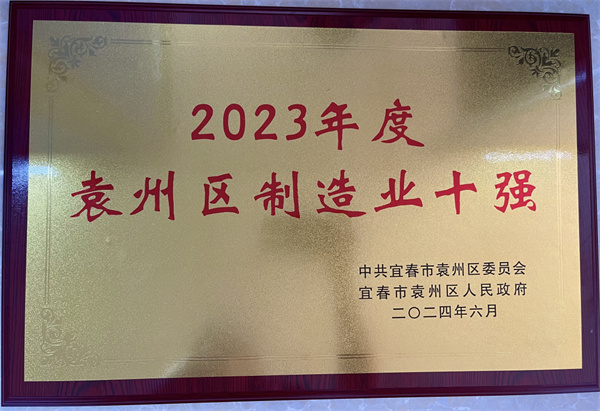 2023年度
袁州区制造业十强
中共宜春市袁州区委员会
宜春市袁州区人民政府
二〇二四年六月